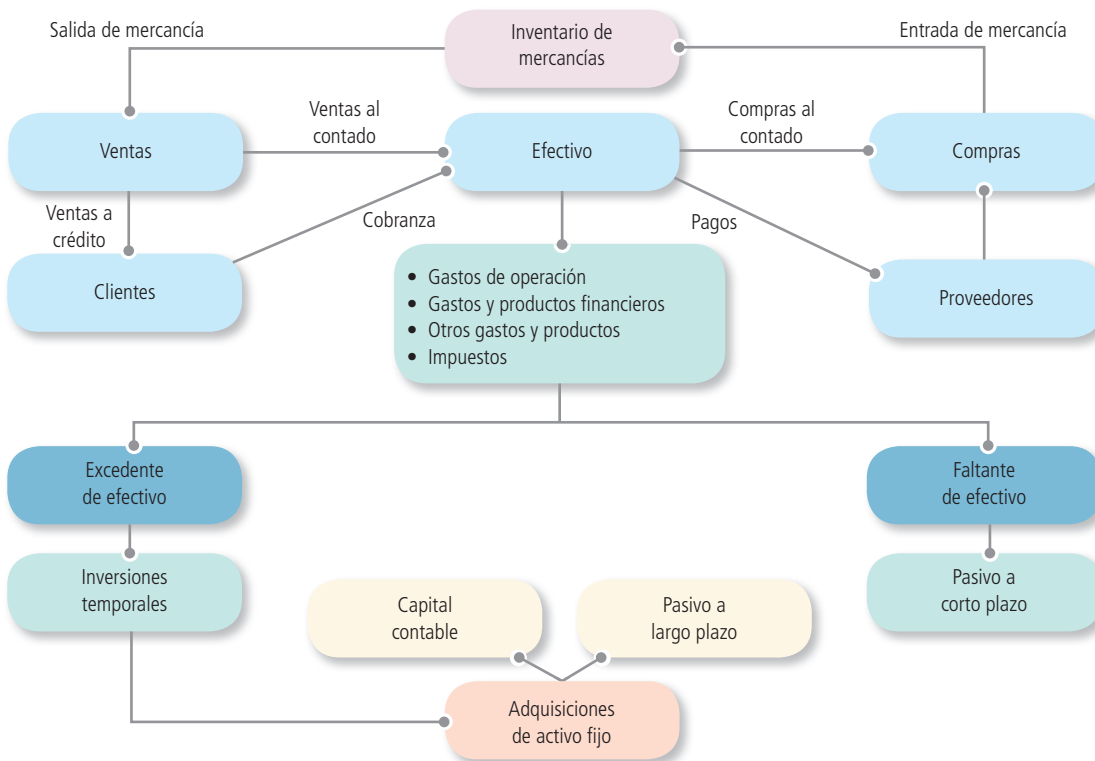 Salida de mercancía
Inventario de
mercancías
Entrada de mercancía
Ventas
Ventas al
contado
Efectivo
Compras al
contado
Compras
Ventas a
crédito
Cobranza
Pagos
Clientes
• Gastos de operación
• Gastos y productos financieros
• Otros gastos y productos
• Impuestos
Proveedores
Excedente
de efectivo
Faltante
de efectivo
Inversiones
temporales
Capital
contable
Pasivo a
largo plazo
Pasivo a
corto plazo
Adquisiciones
de activo fijo